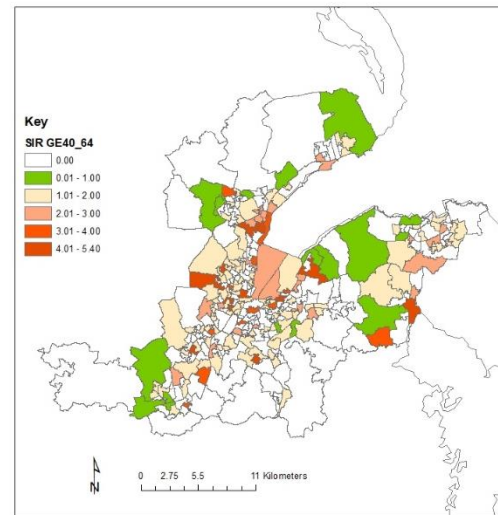 Key
SIR GE40_64
0.00
0.01 - 1.00
1.01 - 2.00
2.01 - 3.00
3.01 - 4.00
4.01 - 5.40
N
0 2.75 5.5 11 Kilometers